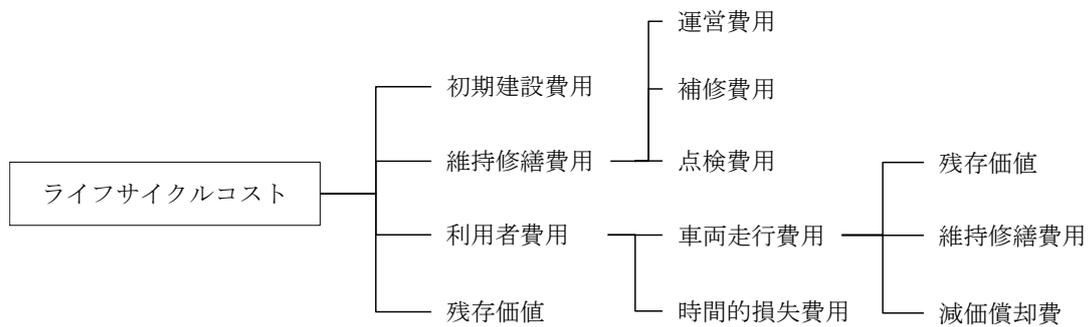 運営費用
初期建設費用
補修費用
維持修繕費用
点検費用
残存価値
ライフサイクルコスト
利用者費用
車両走行費用
維持修繕費用
残存価値
時間的損失費用
減価償却費